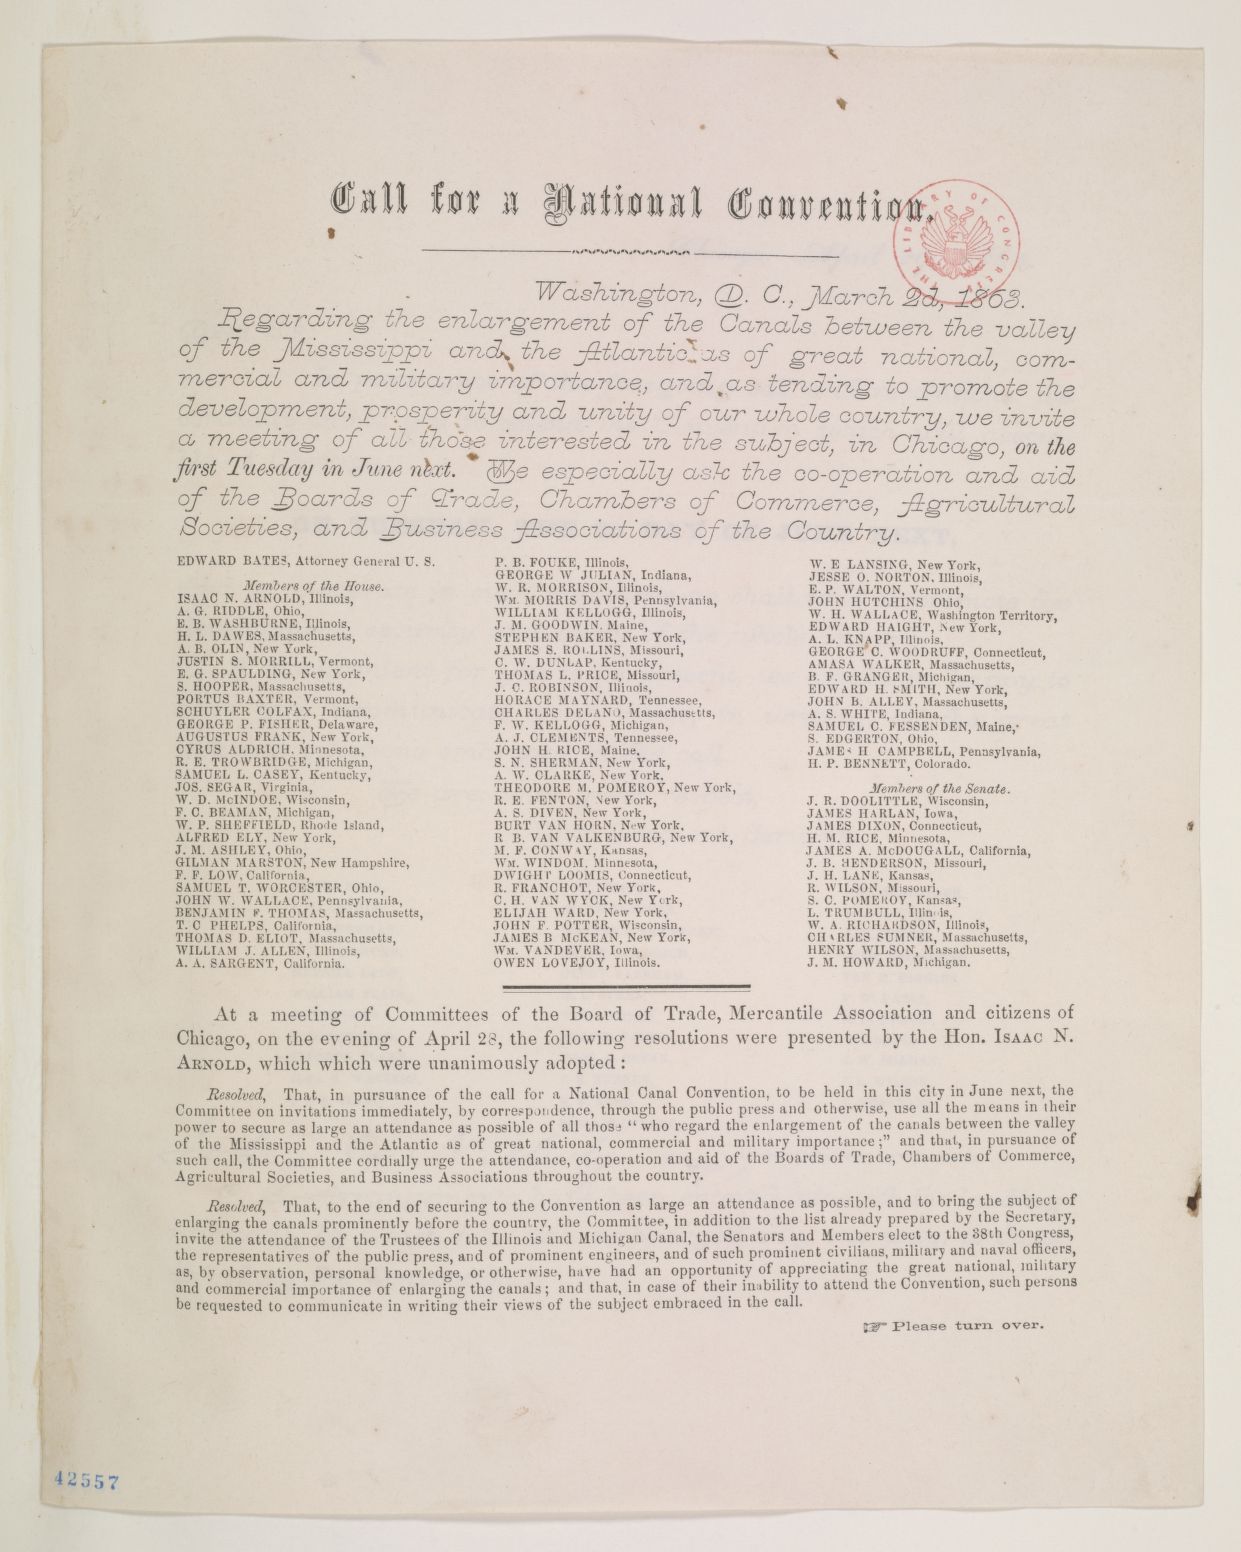 Call for a National Convention.
THE LIBRARY OF CONGRESS
Washington, D. C., March 2d, 1863.
Regarding the enlargement of the Canals between the valley
of the Mississippi and the Atlantic as of great national, com-
mercial and military importance, and as tending to promote the
development, prosperity and unity of our whole country, we invite
a meeting of all those interested in the subject, in Chicago, on the
first Tuesday in June next. We especially ask the co-operation and aid
of the Boards of Trade, Chambers of Commerce, Agricultural
Societies, and Business Associations of the Country.
EDWARD BATES, Attorney General U. S.
Members of the House.
ISAAC N. ARNOLD, Illinois,
A. G. RIDDLE, Ohio,
E. B. WASHBURNE, Illinois,
H. L. DAWES, Massachusetts,
A. B. OLIN, New York,
JUSTIN S. MORRILL, Vermont,
E. G. SPAULDING, New York,
S. HOOPER, Massachusetts,
PORTUS BAXTER, Vermont,
SCHUYLER COLFAX, Indiana,
GEORGE P. FISHER, Delaware,
AUGUSTUS FRANK, New York,
CYRUS ALDRICH. Minnesota,
R. E. TROWBRIDGE, Michigan,
SAMUEL L. CASEY, Kentucky,
JOS. SEGAR, Virginia,
W. D. McINDOE, Wisconsin,
F. C. BEAMAN, Michigan,
W. P. SHEFFIELD, Rhode Island,
ALFRED ELY, New York,
J. M. ASHLEY, Ohio,
GILMAN MARSTON, New Hampshire,
F. F. LOW, California,
SAMUEL T. WORCESTER, Ohio,
JOHN W. WALLACE, Pennsylvania,
BENJAMIN F. THOMAS, Massachusetts,
T. C PHELPS, California,
THOMAS D. ELIOT, Massachusetts,
WILLIAM J. ALLEN, Illinois,
A. A. SARGENT, California.
P. B. FOUKE, Illinois,
GEORGE W JULIAN, Indiana,
W. R. MORRISON, Illinois,
WM. MORRIS DAVIS, Pennsylvania,
WILLIAM KELLOGG, Illinois,
J. M. GOODWIN. Maine,
STEPHEN BAKER, New York,
JAMES S. ROLLINS, Missouri,
C. W. DUNLAP, Kentucky,
THOMAS L. PRICE, Missouri,
J. C. ROBINSON, Illinois,
HORACE MAYNARD, Tennessee,
CHARLES DELANO, Massachusetts,
F. W. KELLOGG, Michigan,
A. J. CLEMENTS, Tennessee,
JOHN H. RICE, Maine,
S. N. SHERMAN, New York,
A. W. CLARKE, New York,
THEODORE M. POMEROY, New York,
R. E. FENTON, New York,
A. S. DIVEN, New York,
BURT VAN HORN, New York,
R B. VAN VALKENBURG, New York,
M. F. CONWAY, Kansas,
WM. WINDOM. Minnesota,
DWIGHT LOOMIS, Connecticut,
R. FRANCHOT, New York,
C. H. VAN WYCK, New York,
ELIJAH WARD, New York,
JOHN F. POTTER, Wisconsin,
JAMES B McKEAN, New York,
WM. VANDEVER, Iowa,
OWEN LOVEJOY, Illinois.
W. E LANSING, New York,
JESSE O. NORTON, Illinois,
E. P. WALTON, Vermont,
JOHN HUTCHINS Ohio,
W. H. WALLACE, Washington Territory,
EDWARD HAIGHT, New York,
A. L. KNAPP, Illinois,
GEORGE C. WOODRUFF, Connecticut,
AMASA WALKER, Massachusetts,
B. F. GRANGER, Michigan,
EDWARD H. SMITH, New York,
JOHN B. ALLEY, Massachusetts,
A. S. WHITE, Indiana,
SAMUEL C. FESSENDEN, Maine,
S. EDGERTON, Ohio,
JAMES H CAMPBELL, Pennsylvania,
H. P. BENNETT, Colorado.
Members of the Senate.
J. R. DOOLITTLE, Wisconsin,
JAMES HARLAN, Iowa,
JAMES DIXON, Connecticut,
H. M. RICE, Minnesota,
JAMES A. McDOUGALL, California,
J. B. HENDERSON, Missouri,
J. H. LANE, Kansas,
R. WILSON, Missouri,
S. C. POMEROY, Kansas,
L. TRUMBULL, Illinois,
W. A. RICHARDSON, Illinois,
CHARLES SUMNER, Massachusetts,
HENRY WILSON, Massachusetts,
J. M. HOWARD, Michigan.
At a meeting of Committees of the Board of Trade, Mercantile Association and citizens of
Chicago, on the evening of April 28, the following resolutions were presented by the Hon. ISAAC N.
ARNOLD, which which were unanimously adopted :
Resolved, That, in pursuance of the call for a National Canal Convention, to be held in this city in June next, the
Committee on invitations immediately, by correspondence, through the public press and otherwise, use all the means in their
power to secure as large an attendance as possible of all those "who regard the enlargement of the canals between the valley
of the Mississippi and the Atlantic as of great national, commercial and military importance ;" and that, in pursuance of
such call, the Committee cordially urge the attendance, co-operation and aid of the Boards of Trade, Chambers of Commerce,
Agricultural Societies, and Business Associations throughout the country.
Resolved, That, to the end of securing to the Convention as large an attendance as possible, and to bring the subject of
enlarging the canals prominently before the country, the Committee, in addition to the list already prepared by the Secretary,
invite the attendance of the Trustees of the Illinois and Michigan Canal, the Senators and Members elect to the 38th Congress,
the representatives of the public press, and of prominent engineers, and of such prominent civilians, military and naval officers,
as, by observation, personal knowledge, or otherwise, have had an opportunity of appreciating the great national, military
and commercial importance of enlarging the canals ; and that, in case of their inability to attend the Convention, such persons
be requested to communicate in writing their views of the subject embraced in the call.
☞ Please turn over.
42557